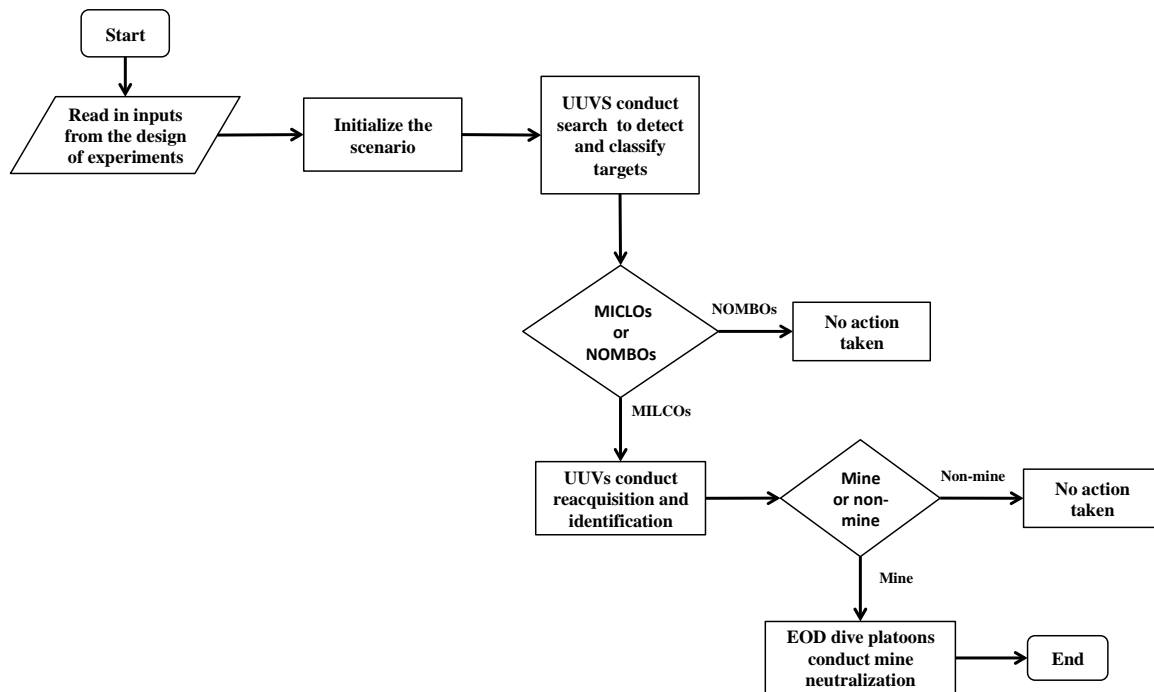 Start
Read in inputs
from the design
of experiments
Initialize the
scenario
UUVS conduct
search to detect
and classify
targets
MICLOs
or
NOMBOs
NOMBOs
No action
taken
MILCOs
UUVs conduct
reacquisition and
identification
Mine
or non-
mine
Non-mine
No action
taken
Mine
EOD dive platoons
conduct mine
neutralization
End